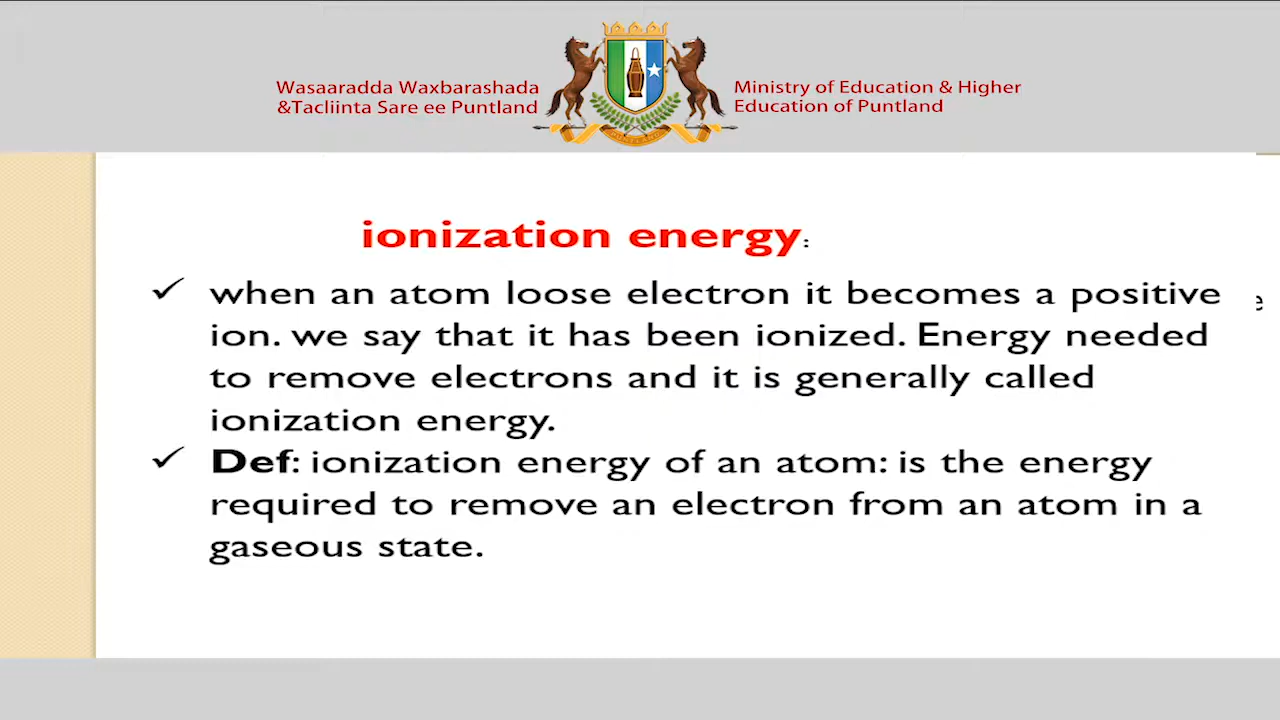 Wasaaradda Waxbarashada
&Tacliinta Sare ee Puntland
Ministry of Education & Higher
Education of Puntland
ionization energy:
✓ when an atom loose electron it becomes a positive
ion. we say that it has been ionized. Energy needed
to remove electrons and it is generally called
ionization energy.
✓ Def: ionization energy of an atom: is the energy
required to remove an electron from an atom in a
gaseous state.